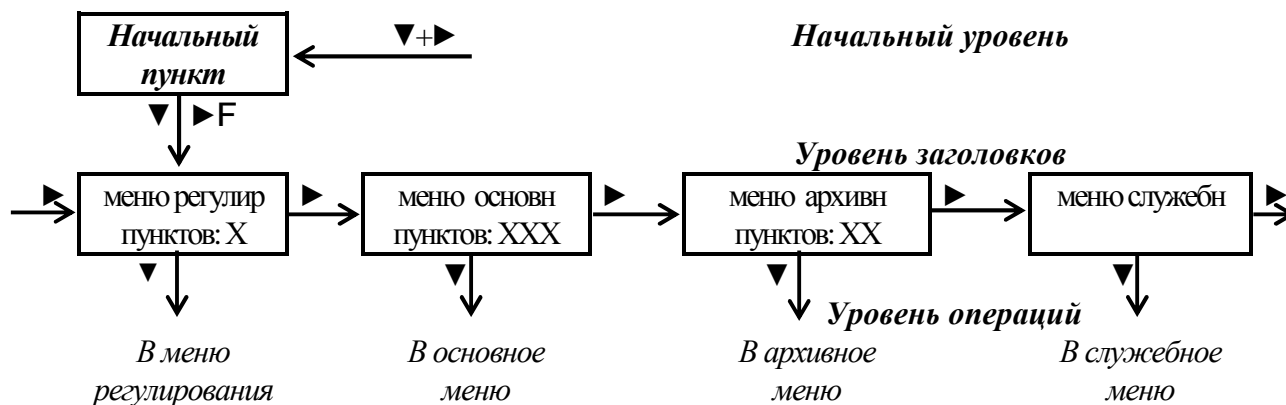 Начальный
пункт
▼+►
Начальный уровень
▼ ►F
Уровень заголовков
►
меню регулир
пунктов: X
►
меню основн
пунктов: XXX
►
меню архивн
пунктов: XX
►
меню служебн
►
▼
▼
▼
▼
Уровень операций
В меню
регулирования
В основное
меню
В архивное
меню
В служебное
меню